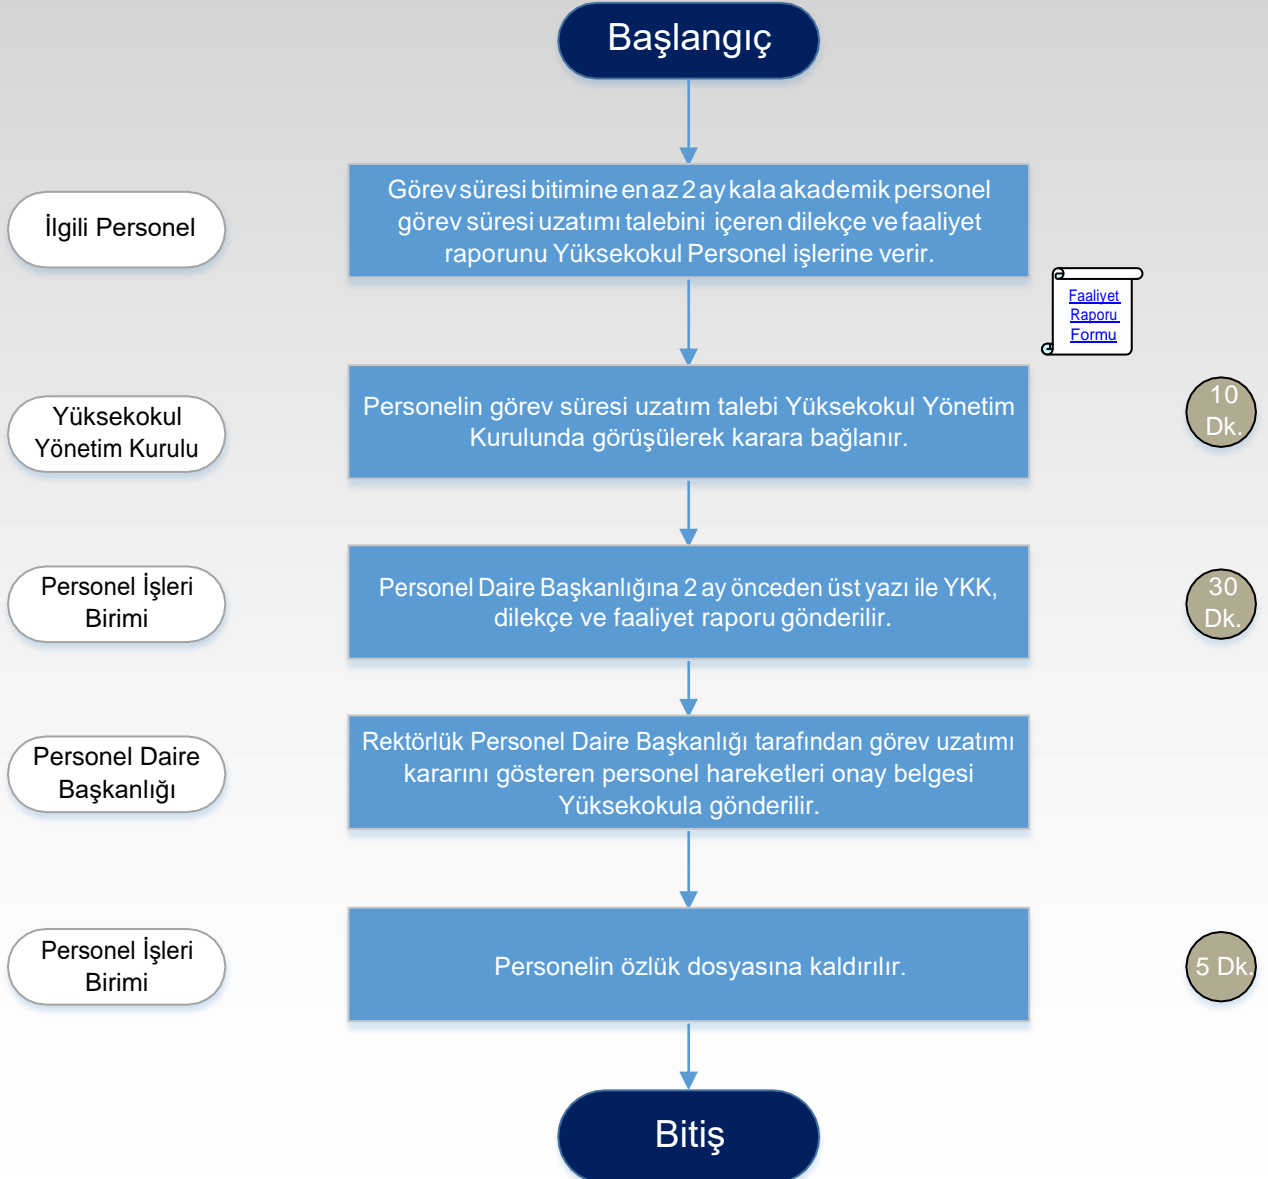 Başlangıç
İlgili Personel
Görev süresi bitimine en az 2 ay kala akademik personel
görev süresi uzatımı talebini içeren dilekçe ve faaliyet
raporunu Yüksekokul Personel işlerine verir.
Faaliyet
Raporu
Formu
Yüksekokul
Yönetim Kurulu
Personelin görev süresi uzatım talebi Yüksekokul Yönetim
Kurulunda görüşülerek karara bağlanır.
10
Dk.
Personel İşleri
Birimi
Personel Daire Başkanlığına 2 ay önceden üst yazı ile YKK,
dilekçe ve faaliyet raporu gönderilir.
30
Dk.
Personel Daire
Başkanlığı
Rektörlük Personel Daire Başkanlığı tarafından görev uzatımı
kararını gösteren personel hareketleri onay belgesi
Yüksekokula gönderilir.
Personel İşleri
Birimi
Personelin özlük dosyasına kaldırılır.
5 Dk.
Bitiş